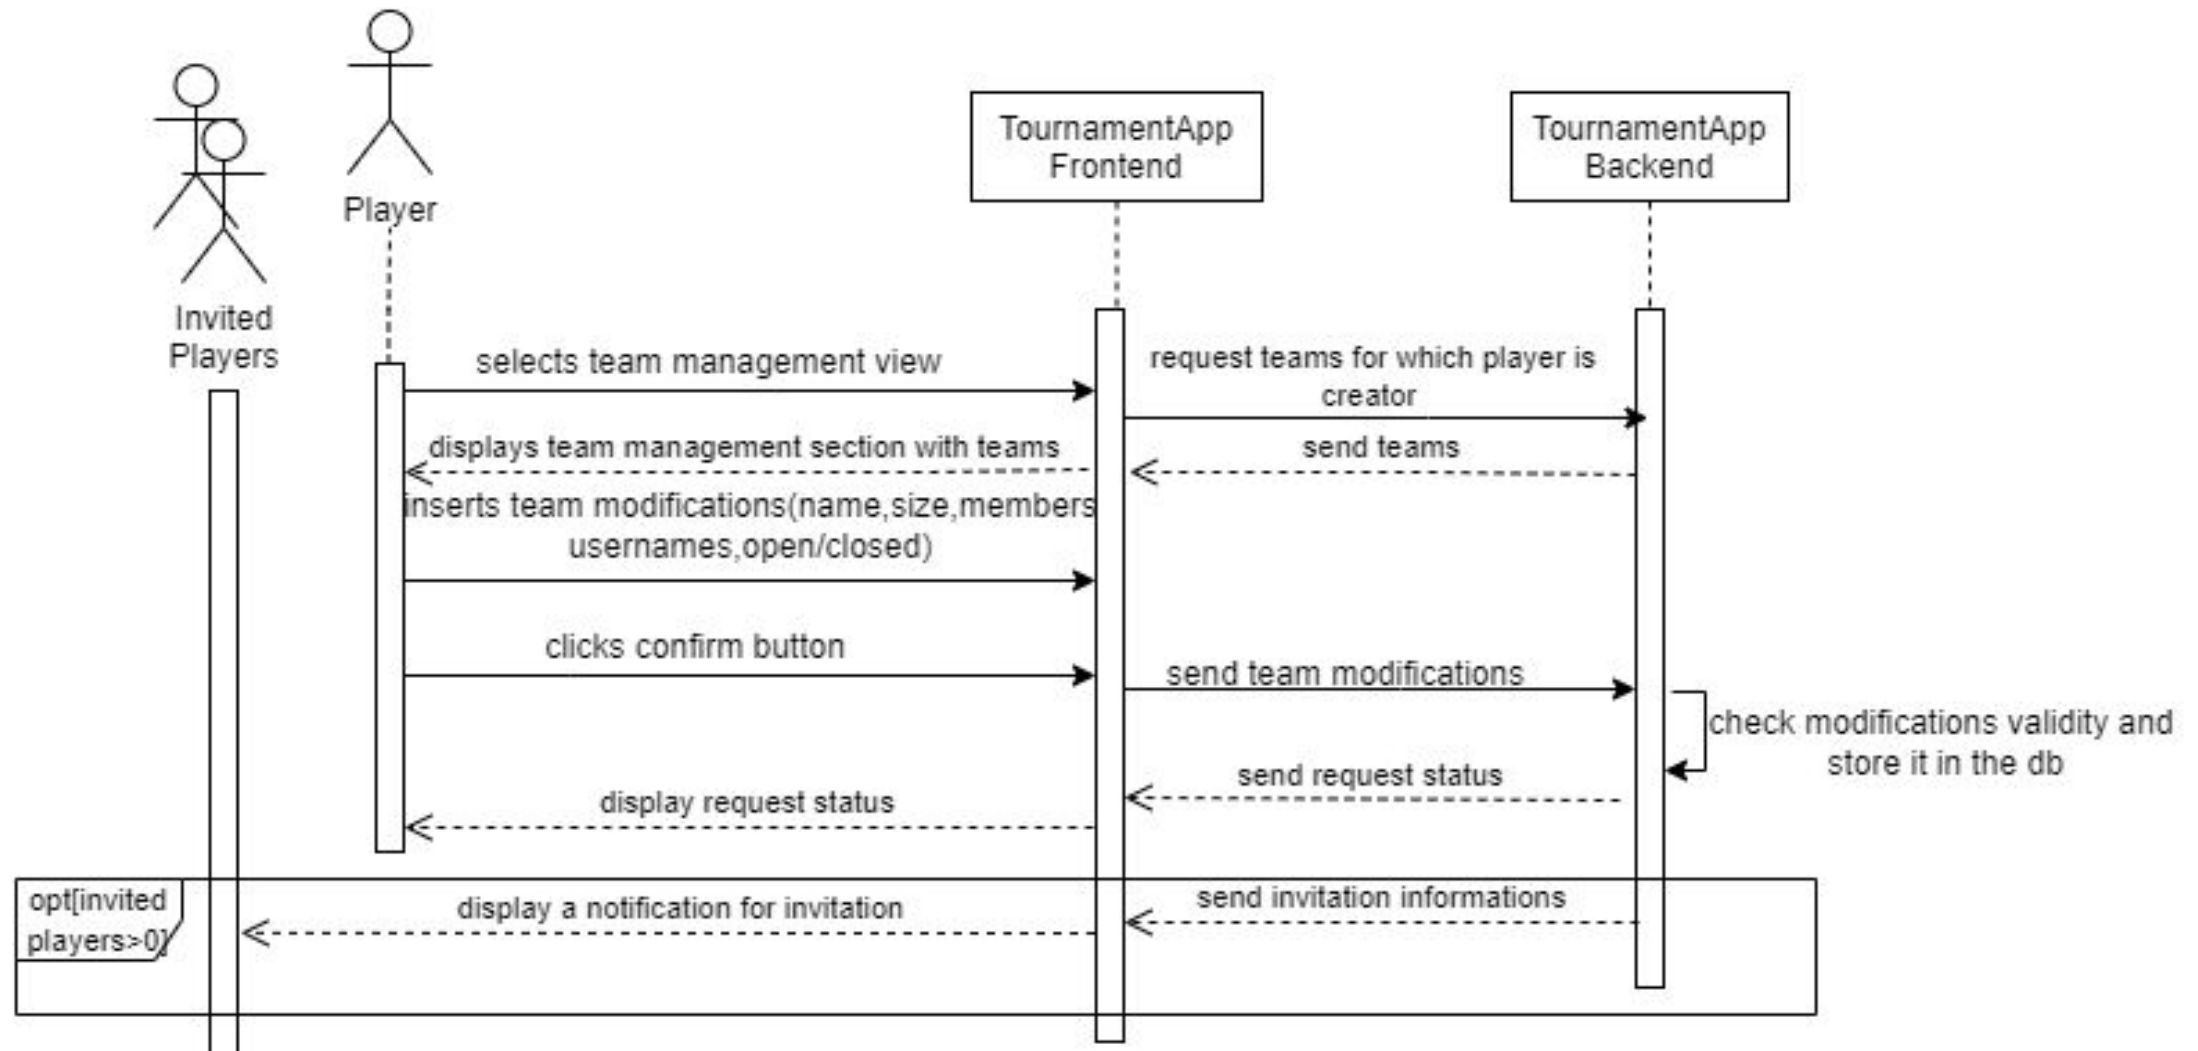 Player
TournamentApp
Frontend
TournamentApp
Backend
Invited
Players
selects team management view
request teams for which player is
creator
displays team management section with teams
send teams
inserts team modifications(name,size,members
usernames,open/closed)
clicks confirm button
send team modifications
check modifications validity and
store it in the db
send request status
display request status
opt[invited
players>0]
send invitation informations
display a notification for invitation